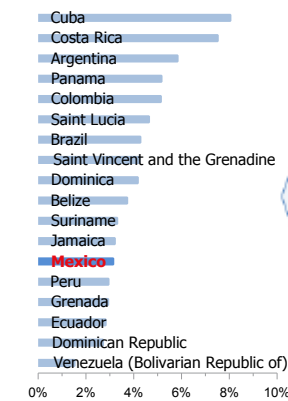 Cuba
Costa Rica
Argentina
Panama
Colombia
Saint Lucia
Brazil
Saint Vincent and the Grenadine
Dominica
Belize
Suriname
Jamaica
Mexico
Peru
Grenada
Ecuador
Dominican Republic
Venezuela (Bolivarian Republic of)
0% 2% 4% 6% 8% 10%